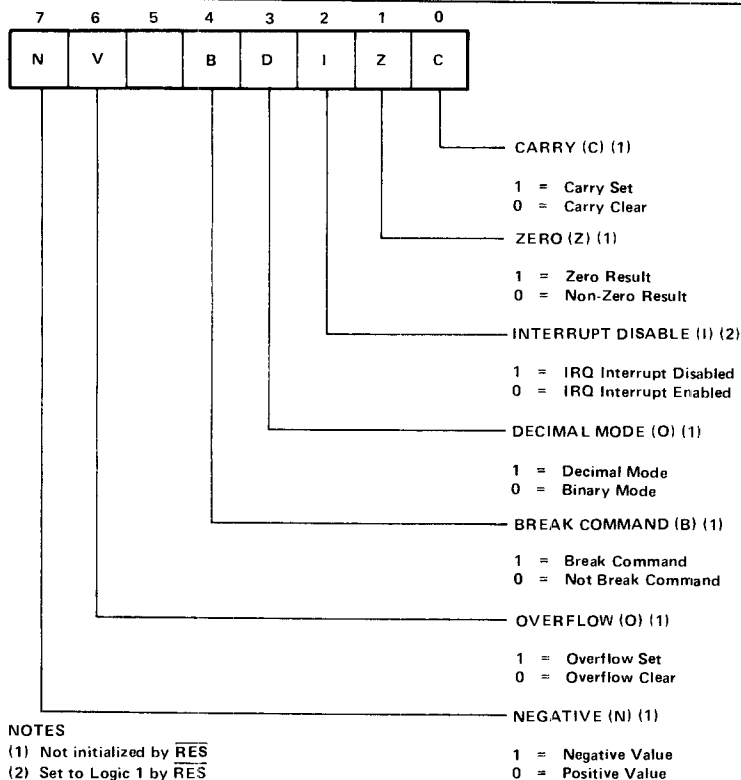 7 6 5 4 3 2 1 0
N V B D I Z C
CARRY (C) (1)
1 = Carry Set
0 = Carry Clear
ZERO (Z) (1)
1 = Zero Result
0 = Non-Zero Result
INTERRUPT DISABLE (I) (2)
1 = IRQ Interrupt Disabled
0 = IRQ Interrupt Enabled
DECIMAL MODE (O) (1)
1 = Decimal Mode
0 = Binary Mode
BREAK COMMAND (B) (1)
1 = Break Command
0 = Not Break Command
OVERFLOW (O) (1)
1 = Overflow Set
0 = Overflow Clear
NEGATIVE (N) (1)
1 = Negative Value
0 = Positive Value
NOTES
(1) Not initialized by RES
(2) Set to Logic 1 by RES